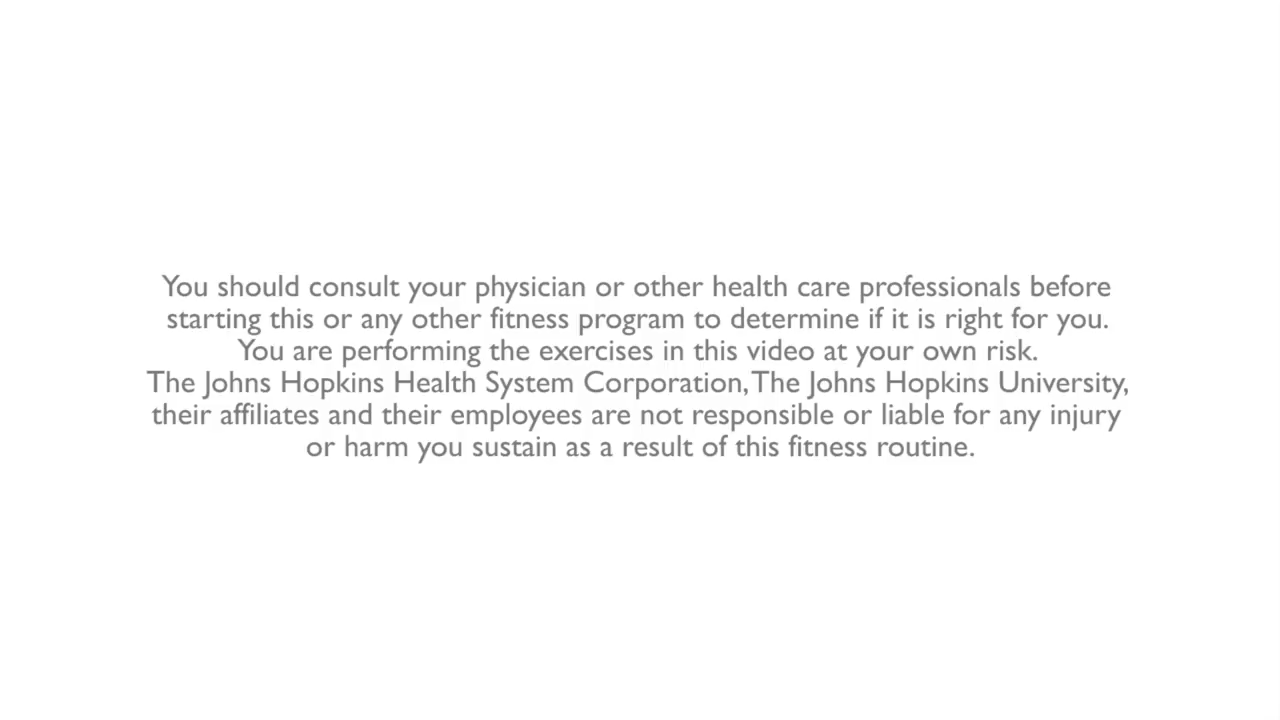 You should consult your physician or other health care professionals before
starting this or any other fitness program to determine if it is right for you.
You are performing the exercises in this video at your own risk.
The Johns Hopkins Health System Corporation, The Johns Hopkins University,
their affiliates and their employees are not responsible or liable for any injury
or harm you sustain as a result of this fitness routine.